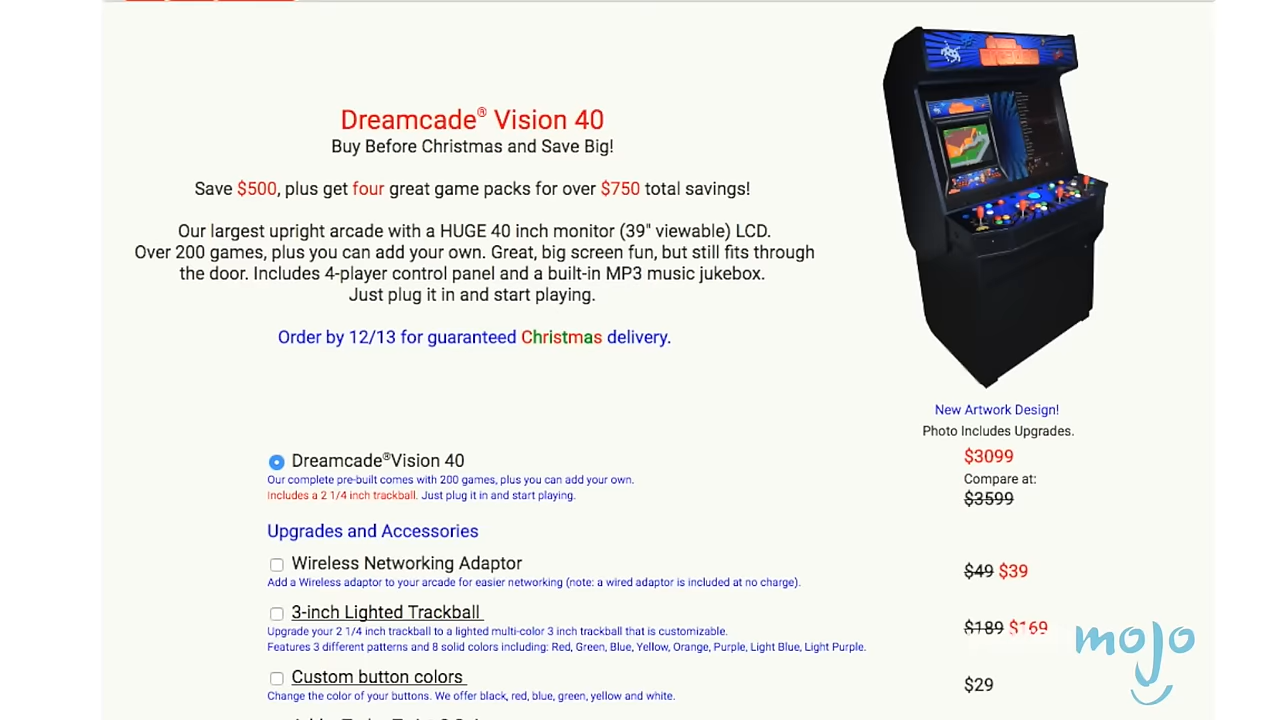 Dreamcade® Vision 40
Buy Before Christmas and Save Big!
Save $500, plus get four great game packs for over $750 total savings!
Our largest upright arcade with a HUGE 40 inch monitor (39" viewable) LCD.
Over 200 games, plus you can add your own. Great, big screen fun, but still fits through
the door. Includes 4-player control panel and a built-in MP3 music jukebox.
Just plug it in and start playing.
Order by 12/13 for guaranteed Christmas delivery.
New Artwork Design!
Photo Includes Upgrades.
Dreamcade®Vision 40
Our complete pre-built comes with 200 games, plus you can add your own.
Includes a 2 1/4 inch trackball. Just plug it in and start playing.
$3099
Compare at:
$3599
Upgrades and Accessories
Wireless Networking Adaptor
Add a Wireless adaptor to your arcade for easier networking (note: a wired adaptor is included at no charge).
$49 $39
3-inch Lighted Trackball
Upgrade your 2 1/4 inch trackball to a lighted multi-color 3 inch trackball that is customizable.
Features 3 different patterns and 8 solid colors including: Red, Green, Blue, Yellow, Orange, Purple, Light Blue, Light Purple.
$189 $169
Custom button colors
Change the color of your buttons. We offer black, red, blue, green, yellow and white.
$29
mojo